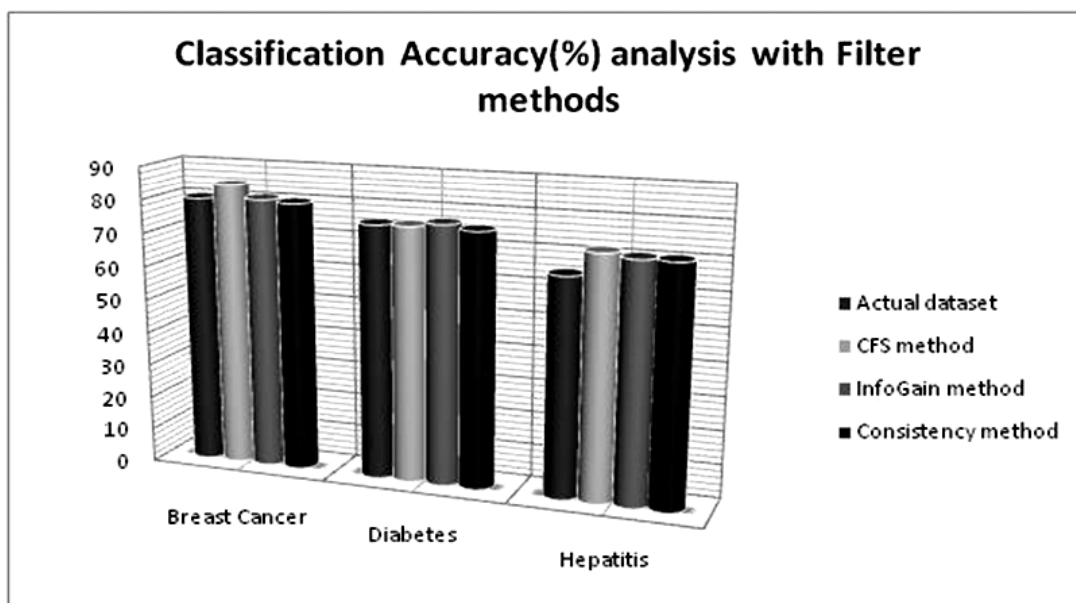 Classification Accuracy(%) analysis with Filter
methods
90
80
70
60
50
40
30
20
10
0
Breast Cancer
Diabetes
Hepatitis
Actual dataset
CFS method
InfoGain method
Consistency method